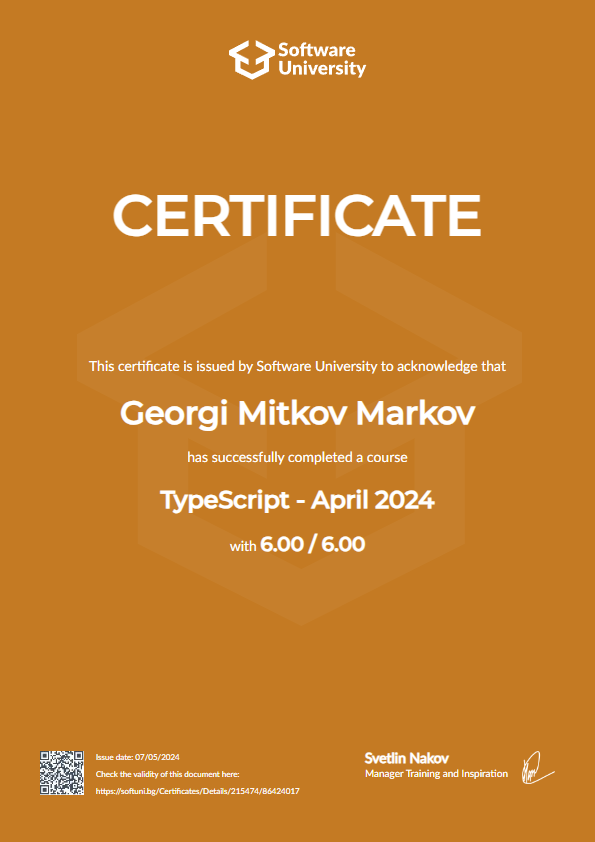 Software
University
CERTIFICATE
This certificate is issued by Software University to acknowledge that
Georgi Mitkov Markov
has successfully completed a course
TypeScript - April 2024
with 6.00 / 6.00
Issue date: 07/05/2024
Check the validity of this document here:
https://softuni.bg/Certificates/Details/215474/86424017
Svetlin Nakov
Manager Training and Inspiration